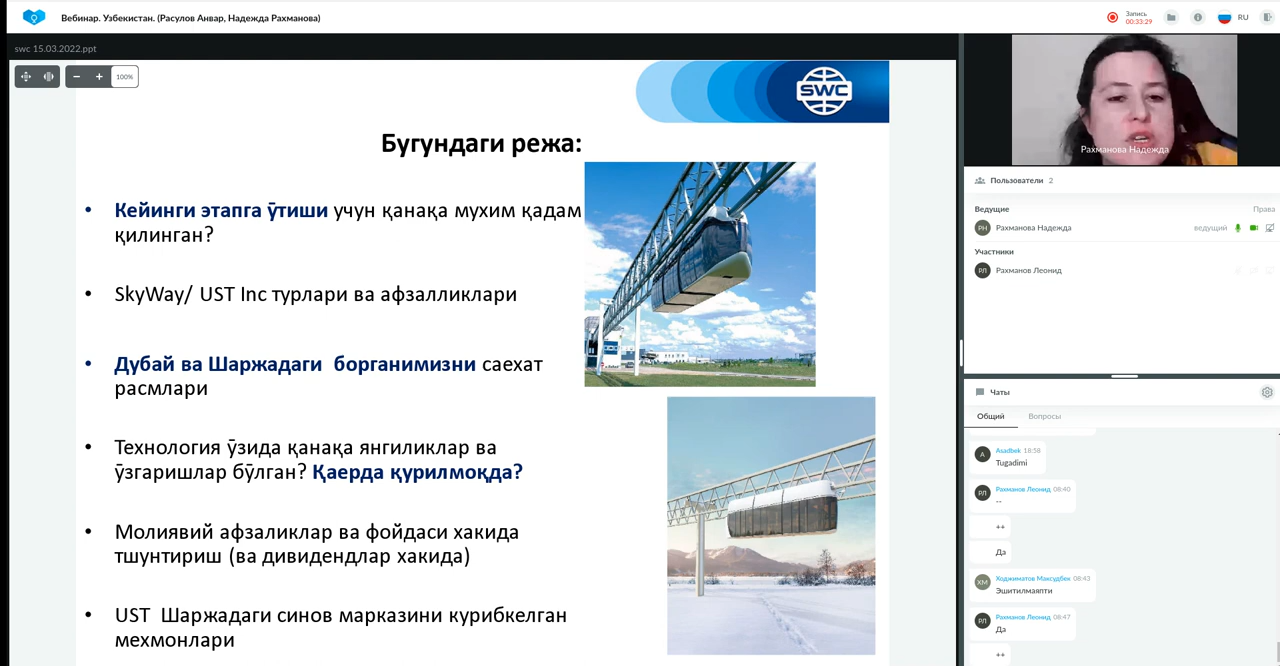 Вебинар. Узбекистан. (Расулов Анвар, Надежда Рахманова)
Запись
00:33:29
RU
swc 15.03.2022.ppt
100%
SWC
Бугундаги режа:
• Кейинги этапга ўтиши учун қанақа мухим қадам
қилинган?
• SkyWay/ UST Inc турлари ва афзалликлари
• Дубай ва Шаржадаги борганимизни саехат
расмлари
• Технология ўзида қанақа янгиликлар ва
ўзгаришлар бўлган? Қаерда қурилмоқда?
• Молиявий афзаликлар ва фойдаси хакида
тшунтириш (ва дивидендлар хакида)
• UST Шаржадаги синов марказини курибкелган
мехмонлари
Рахманова Надежда
Пользователи 2
Ведущие Права
РН Рахманова Надежда ведущий
Участники
РЛ Рахманов Леонид
Чаты
Общий Вопросы
A Asadbek 18:58
Tugadimi
РЛ Рахманов Леонид 08:40
--
++
Да
ХМ Ходжиматов Максудбек 08:43
Эшитилмаяпти
РЛ Рахманов Леонид 08:47
Да
++